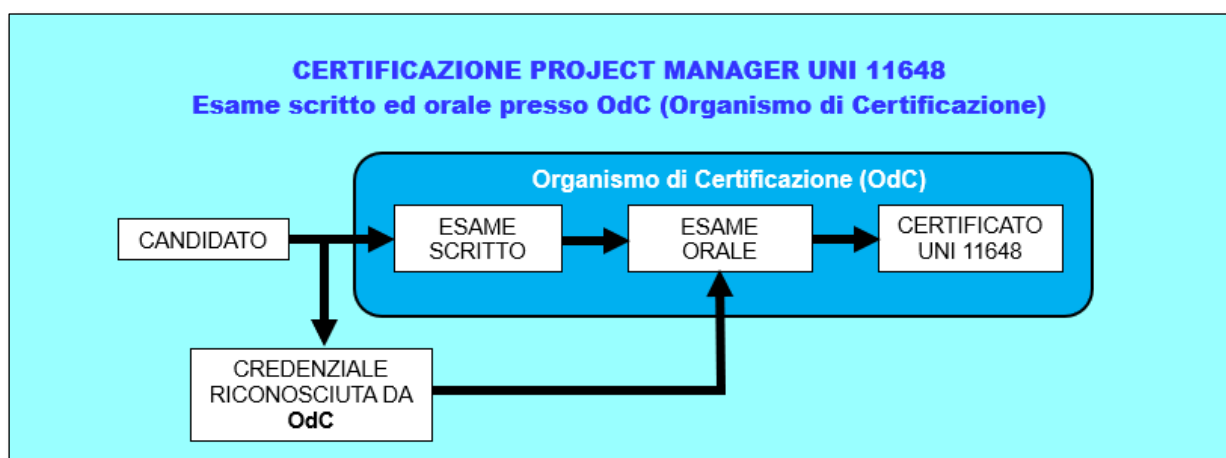 CERTIFICAZIONE PROJECT MANAGER UNI 11648
Esame scritto ed orale presso OdC (Organismo di Certificazione)
Organismo di Certificazione (OdC)
CANDIDATO
ESAME
SCRITTO
ESAME
ORALE
CERTIFICATO
UNI 11648
CREDENZIALE
RICONOSCIUTA DA
OdC